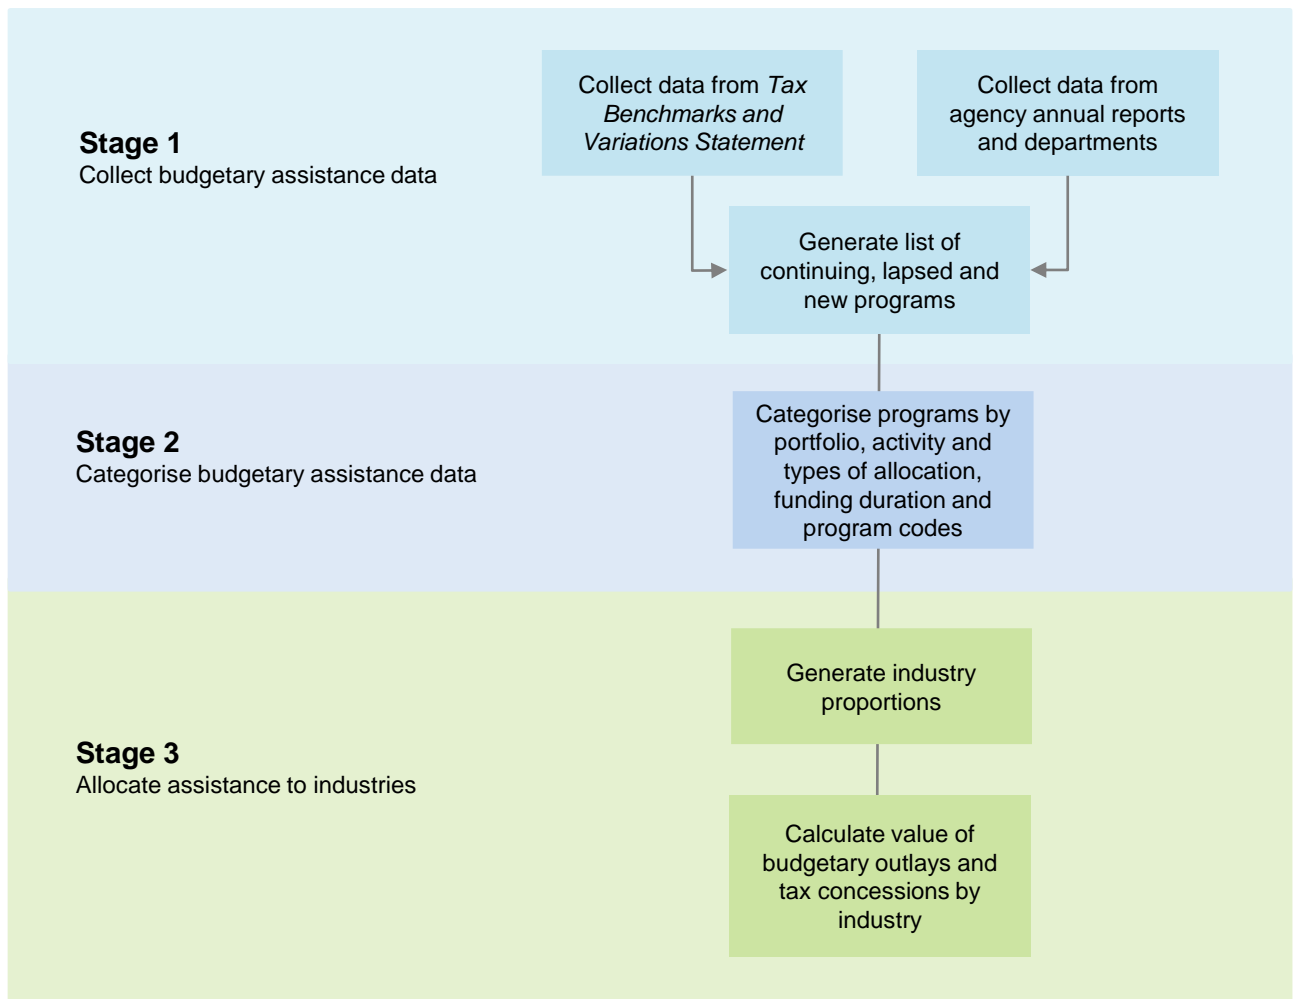 Stage 1
Collect budgetary assistance data
Collect data from Tax
Benchmarks and
Variations Statement
Collect data from
agency annual reports
and departments
Generate list of
continuing, lapsed and
new programs
Stage 2
Categorise budgetary assistance data
Categorise programs by
portfolio, activity and
types of allocation,
funding duration and
program codes
Stage 3
Allocate assistance to industries
Generate industry
proportions
Calculate value of
budgetary outlays and
tax concessions by
industry